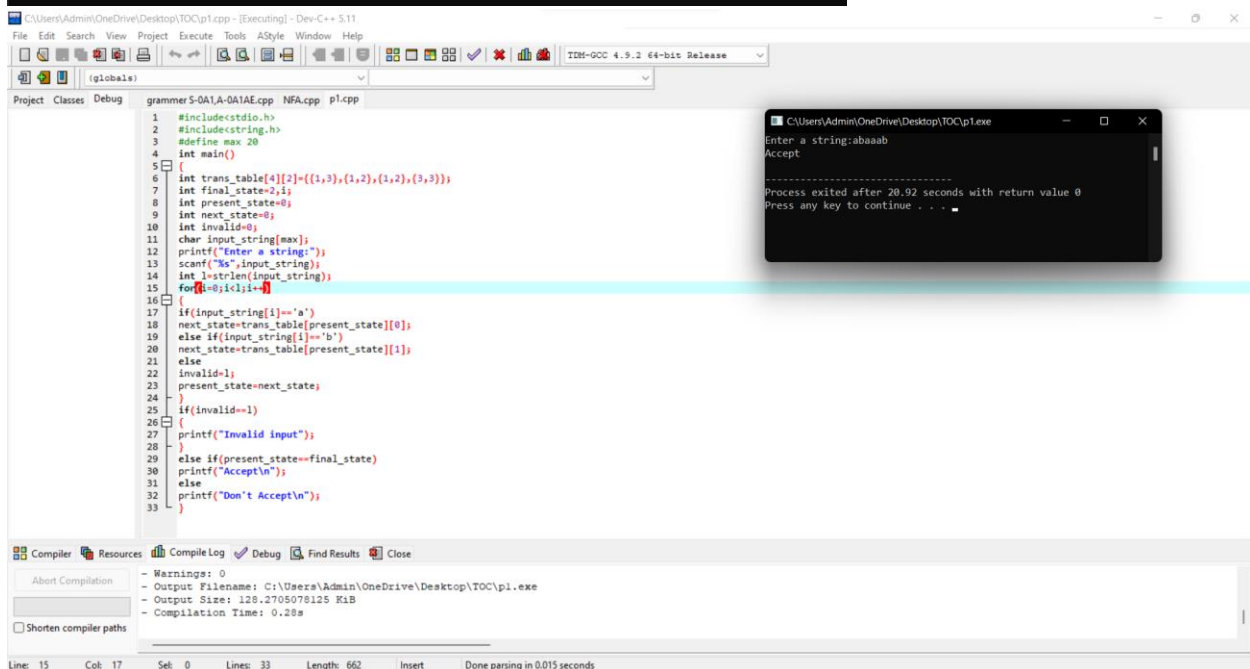 C:\Users\Admin\OneDrive\Desktop\TOC\p1.cpp - [Executing] - Dev-C++ 5.11
File Edit Search View Project Execute Tools AStyle Window Help
TDM-GCC 4.9.2 64-bit Release
(globals)
Project Classes Debug
grammer S-0A1,A-0A1AE.cpp NFA.cpp p1.cpp
1 #include<stdio.h>
2 #include<string.h>
3 #define max 20
4 int main()
5 {
6 int trans_table[4][2]={{1,3},{1,2},{1,2},{3,3}};
7 int final_state=2,i;
8 int present_state=0;
9 int next_state=0;
10 int invalid=0;
11 char input_string[max];
12 printf("Enter a string:");
13 scanf("%s",input_string);
14 int l=strlen(input_string);
15 for(i=0;i<l;i++)
16 {
17 if(input_string[i]=='a')
18 next_state=trans_table[present_state][0];
19 else if(input_string[i]=='b')
20 next_state=trans_table[present_state][1];
21 else
22 invalid=l;
23 present_state=next_state;
24 }
25 if(invalid==l)
26 {
27 printf("Invalid input");
28 }
29 else if(present_state==final_state)
30 printf("Accept\n");
31 else
32 printf("Don't Accept\n");
33 }
C:\Users\Admin\OneDrive\Desktop\TOC\p1.exe
Enter a string:abaaab
Accept
--------------------------------
Process exited after 20.92 seconds with return value 0
Press any key to continue . . .
Compiler Resources Compile Log Debug Find Results Close
Abort Compilation
Shorten compiler paths
- Warnings: 0
- Output Filename: C:\Users\Admin\OneDrive\Desktop\TOC\p1.exe
- Output Size: 128.2705078125 KiB
- Compilation Time: 0.28s
Line: 15 Col: 17 Sel: 0 Lines: 33 Length: 662 Insert Done parsing in 0.015 seconds